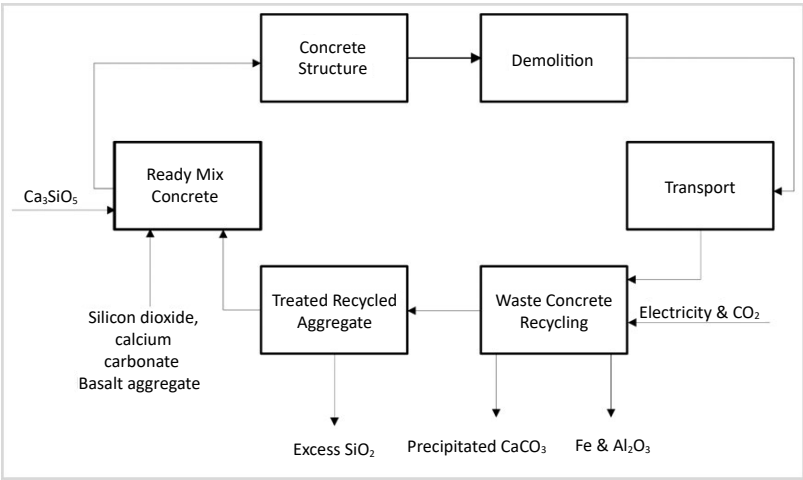 Concrete
Structure
Demolition
Ready Mix
Concrete
Transport
Ca₃SiO₅
Treated Recycled
Aggregate
Waste Concrete
Recycling
Electricity & CO₂
Silicon dioxide,
calcium
carbonate
Basalt aggregate
Excess SiO₂
Precipitated CaCO₃
Fe & Al₂O₃